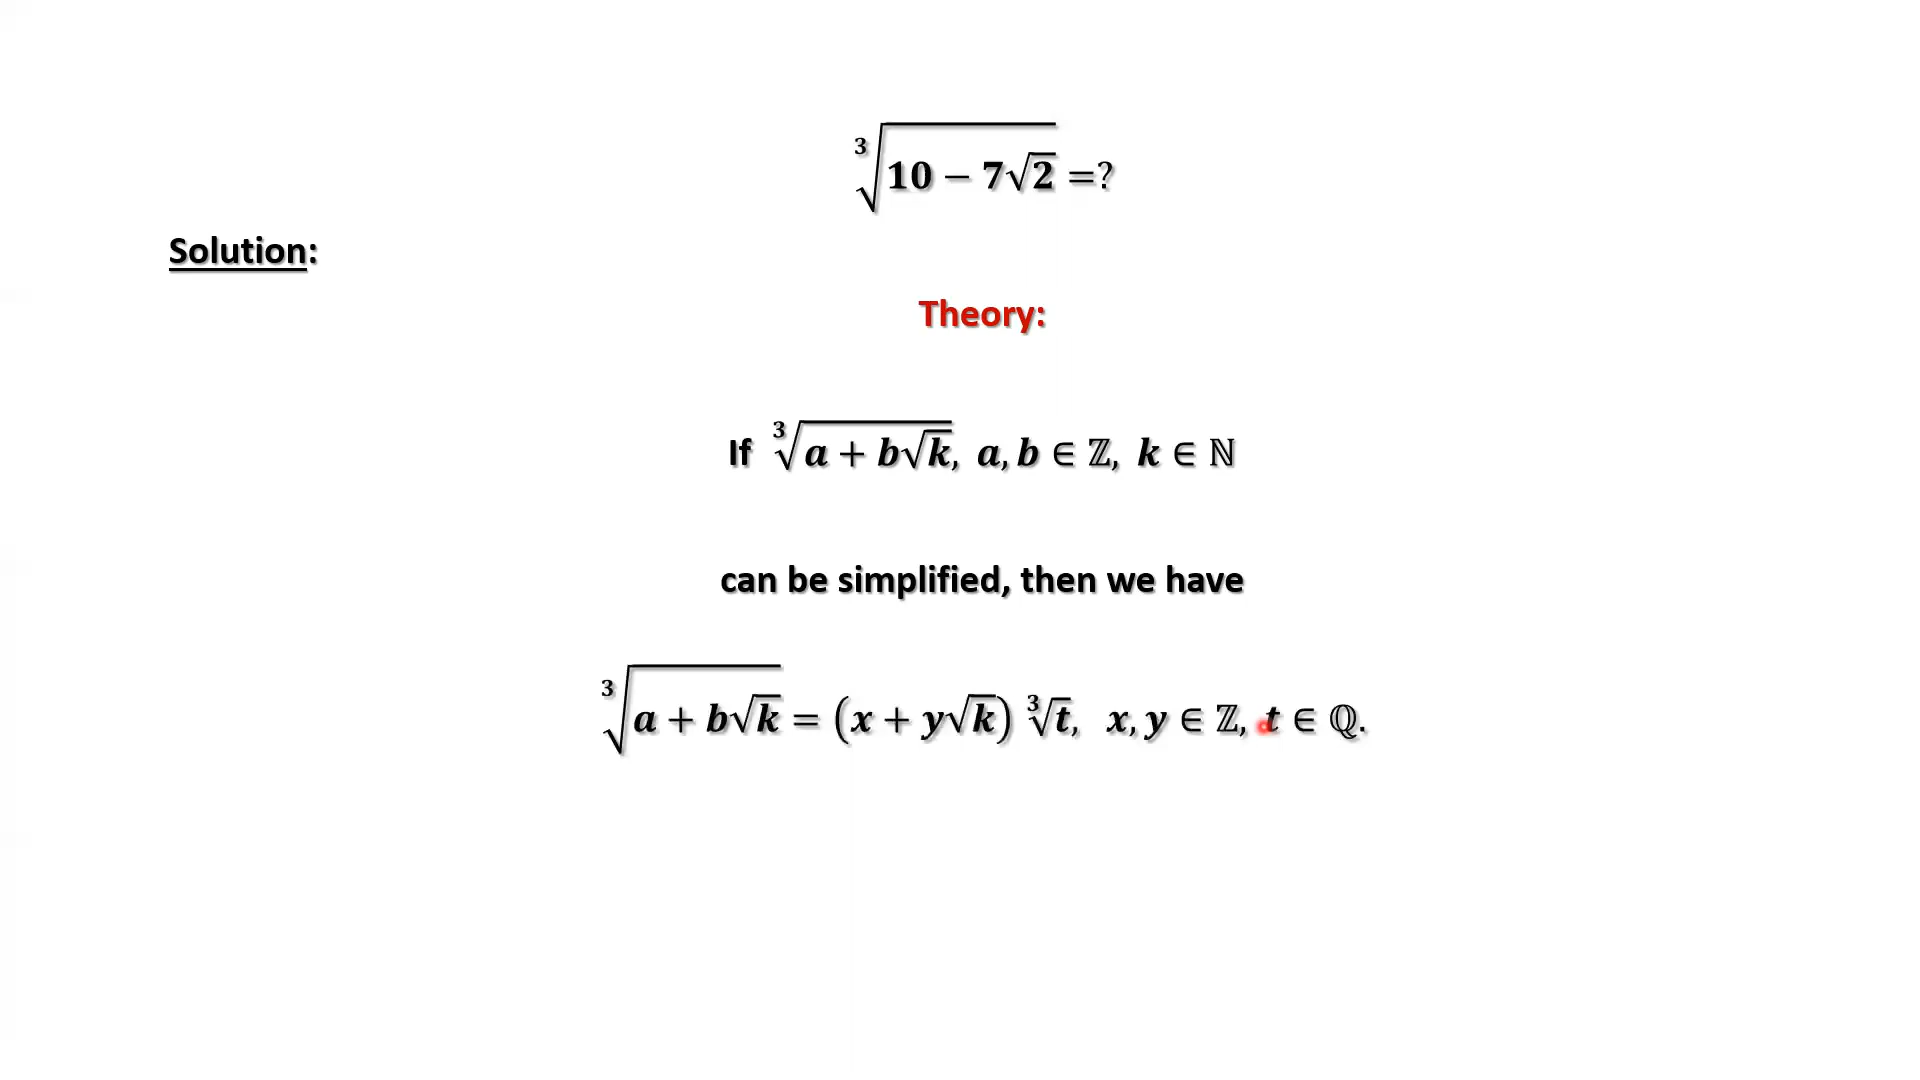 ∛(10 − 7√2) =?
Solution:
Theory:
If ∛(a + b√k), a, b ∈ ℤ, k ∈ ℕ
can be simplified, then we have
∛(a + b√k) = (x + y√k) ∛t, x, y ∈ ℤ, t ∈ ℚ.